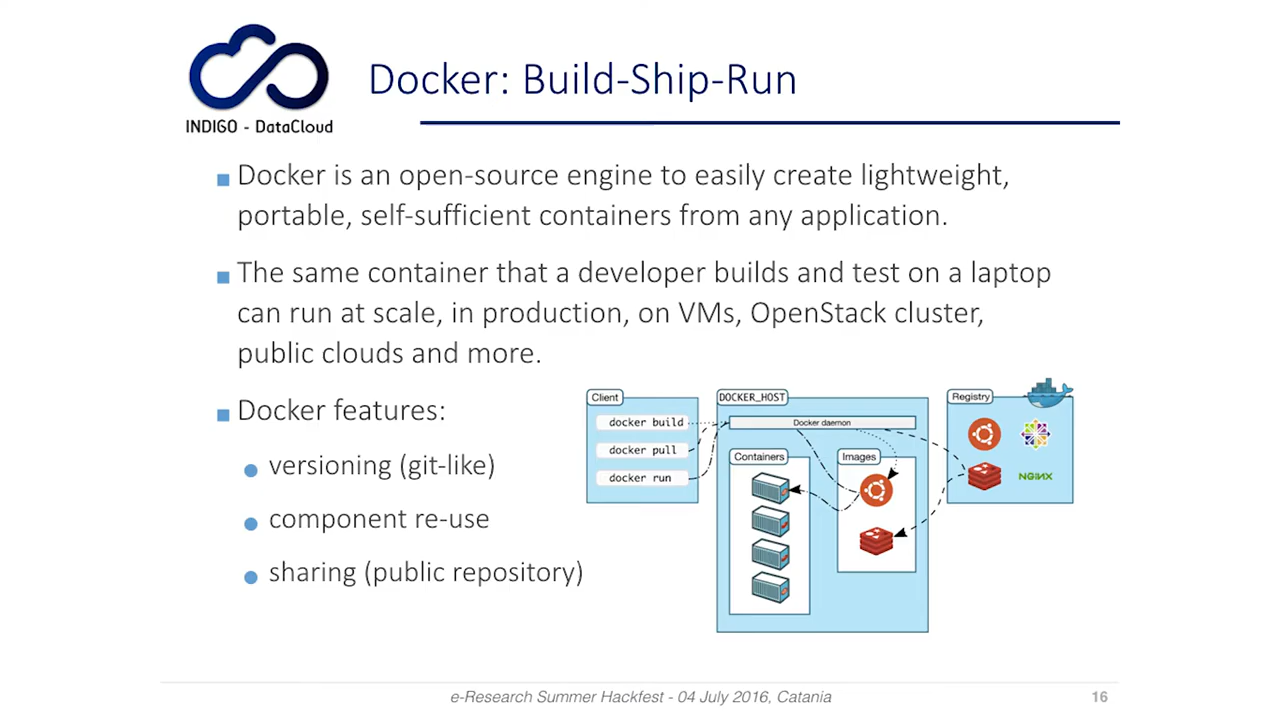 INDIGO - DataCloud
Docker: Build-Ship-Run
Docker is an open-source engine to easily create lightweight,
portable, self-sufficient containers from any application.
The same container that a developer builds and test on a laptop
can run at scale, in production, on VMs, OpenStack cluster,
public clouds and more.
Docker features:
versioning (git-like)
component re-use
sharing (public repository)
Client
docker build
docker pull
docker run
DOCKER_HOST
Docker daemon
Containers
Images
Registry
NGINX
e-Research Summer Hackfest - 04 July 2016, Catania
16